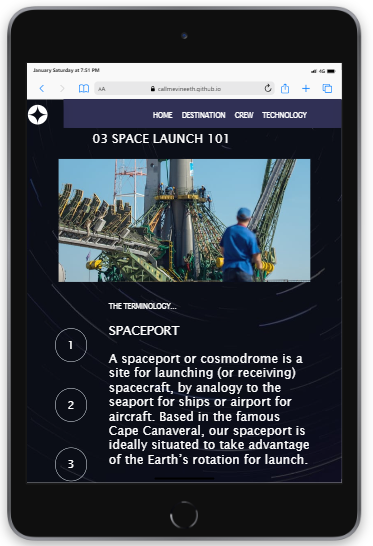 January Saturday at 7.51 PM
4G
AA
callmevineeth.github.io
HOME DESTINATION CREW TECHNOLOGY
03 SPACE LAUNCH 101
THE TERMINOLOGY...
SPACEPORT
1
A spaceport or cosmodrome is a
site for launching (or receiving)
spacecraft, by analogy to the
2
seaport for ships or airport for
aircraft. Based in the famous
Cape Canaveral, our spaceport is
ideally situated to take advantage
3
of the Earth's rotation for launch.